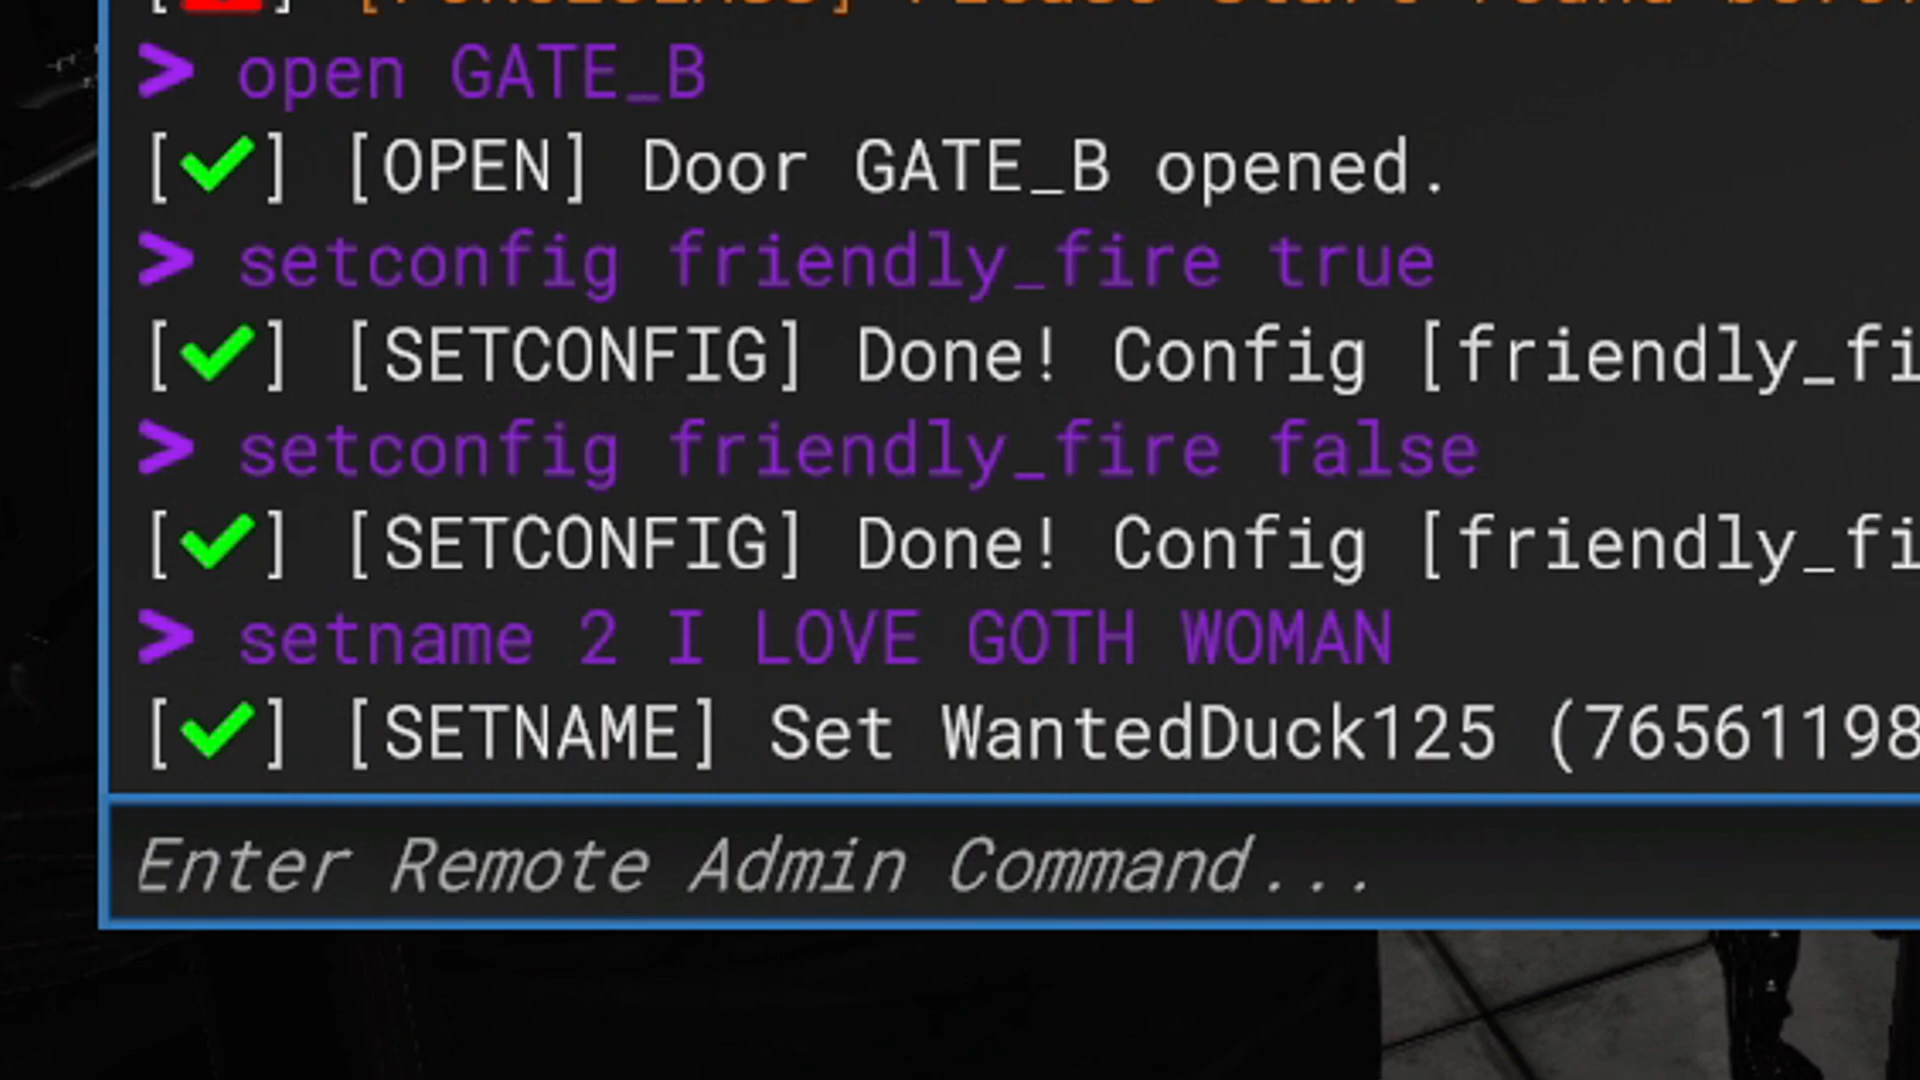 > open GATE_B
[✔] [OPEN] Door GATE_B opened.
> setconfig friendly_fire true
[✔] [SETCONFIG] Done! Config [friendly_fi
> setconfig friendly_fire false
[✔] [SETCONFIG] Done! Config [friendly_fi
> setname 2 I LOVE GOTH WOMAN
[✔] [SETNAME] Set WantedDuck125 (76561198
Enter Remote Admin Command...